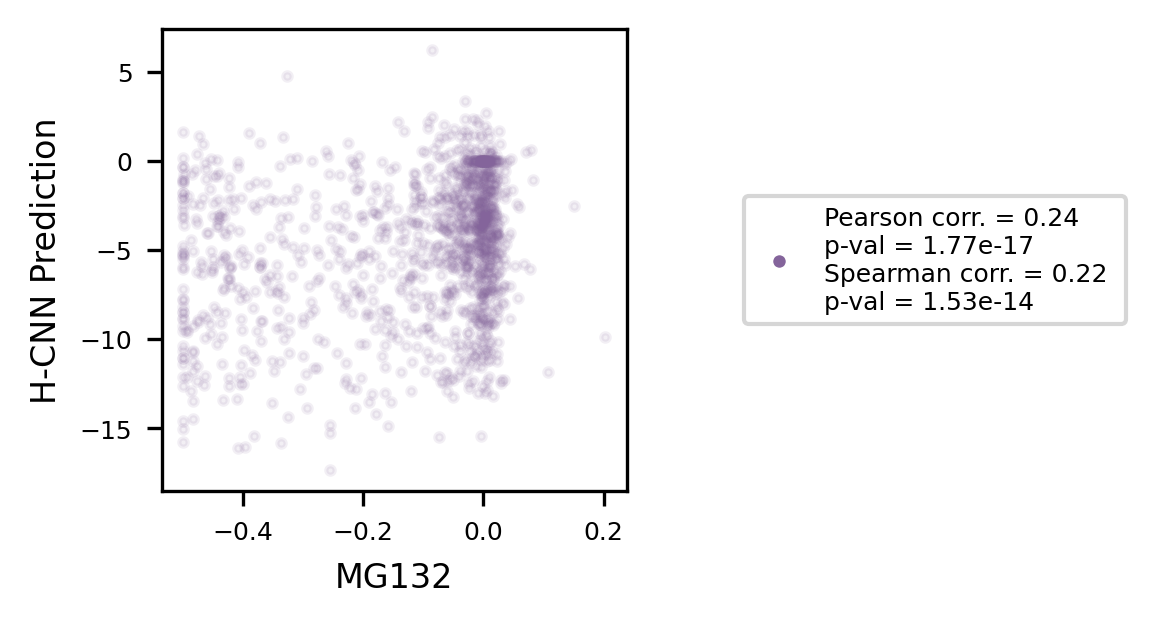 5
0
−5
−10
−15
H-CNN Prediction
−0.4
−0.2
0.0
0.2
MG132
Pearson corr. = 0.24
p-val = 1.77e-17
Spearman corr. = 0.22
p-val = 1.53e-14